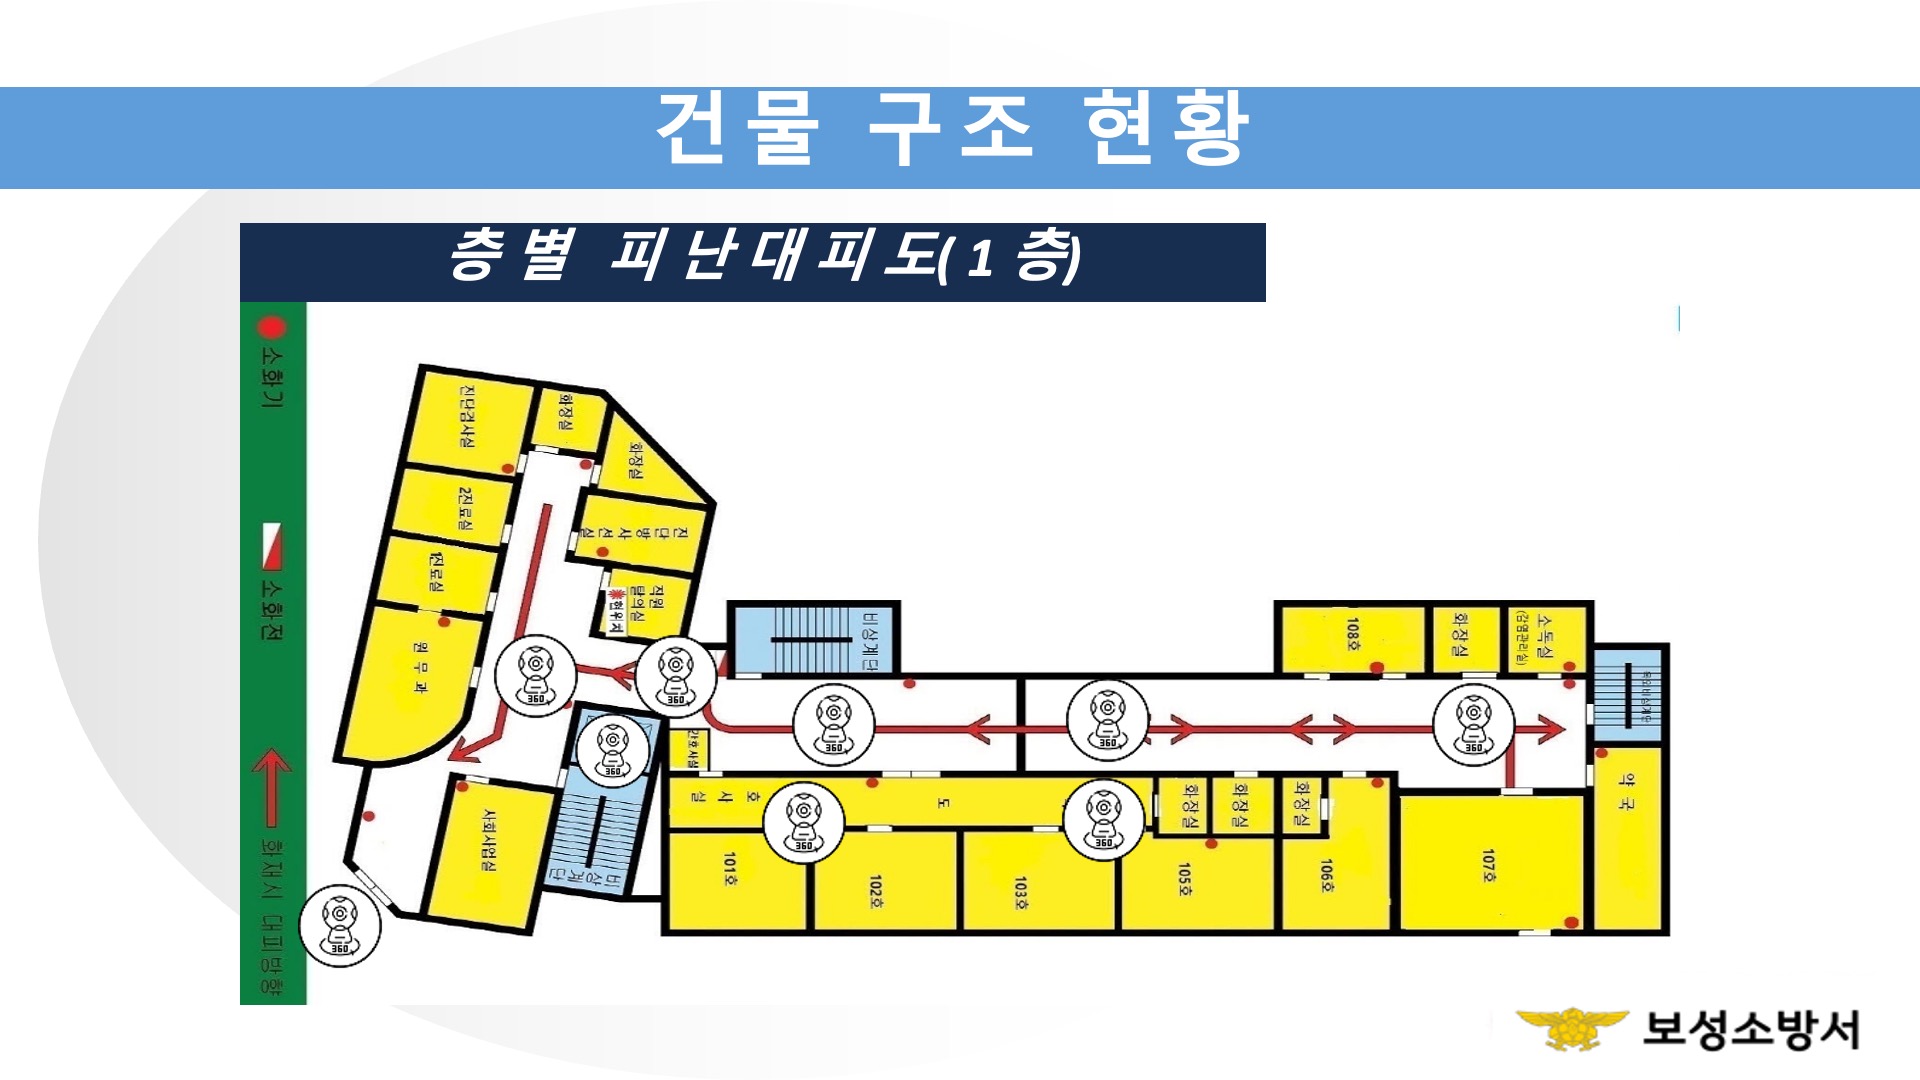 건물 구조 현황
층별 피난대피도(1층)
소화기
소화전
화재시 대피방향
진단검사실
화장실
화장실
2진료실
진단방사선실
1진료실
직원
탈의실
현위치
원무과
비상계단
108호
화장실
소독실
(감염관리실)
옥외비상계단
간호사실
약국
사회사업실
비상계단
호사실
도
화장실
화장실
화장실
101호
102호
103호
105호
106호
107호
360
360
360
360
360
360
360
360
360
보성소방서